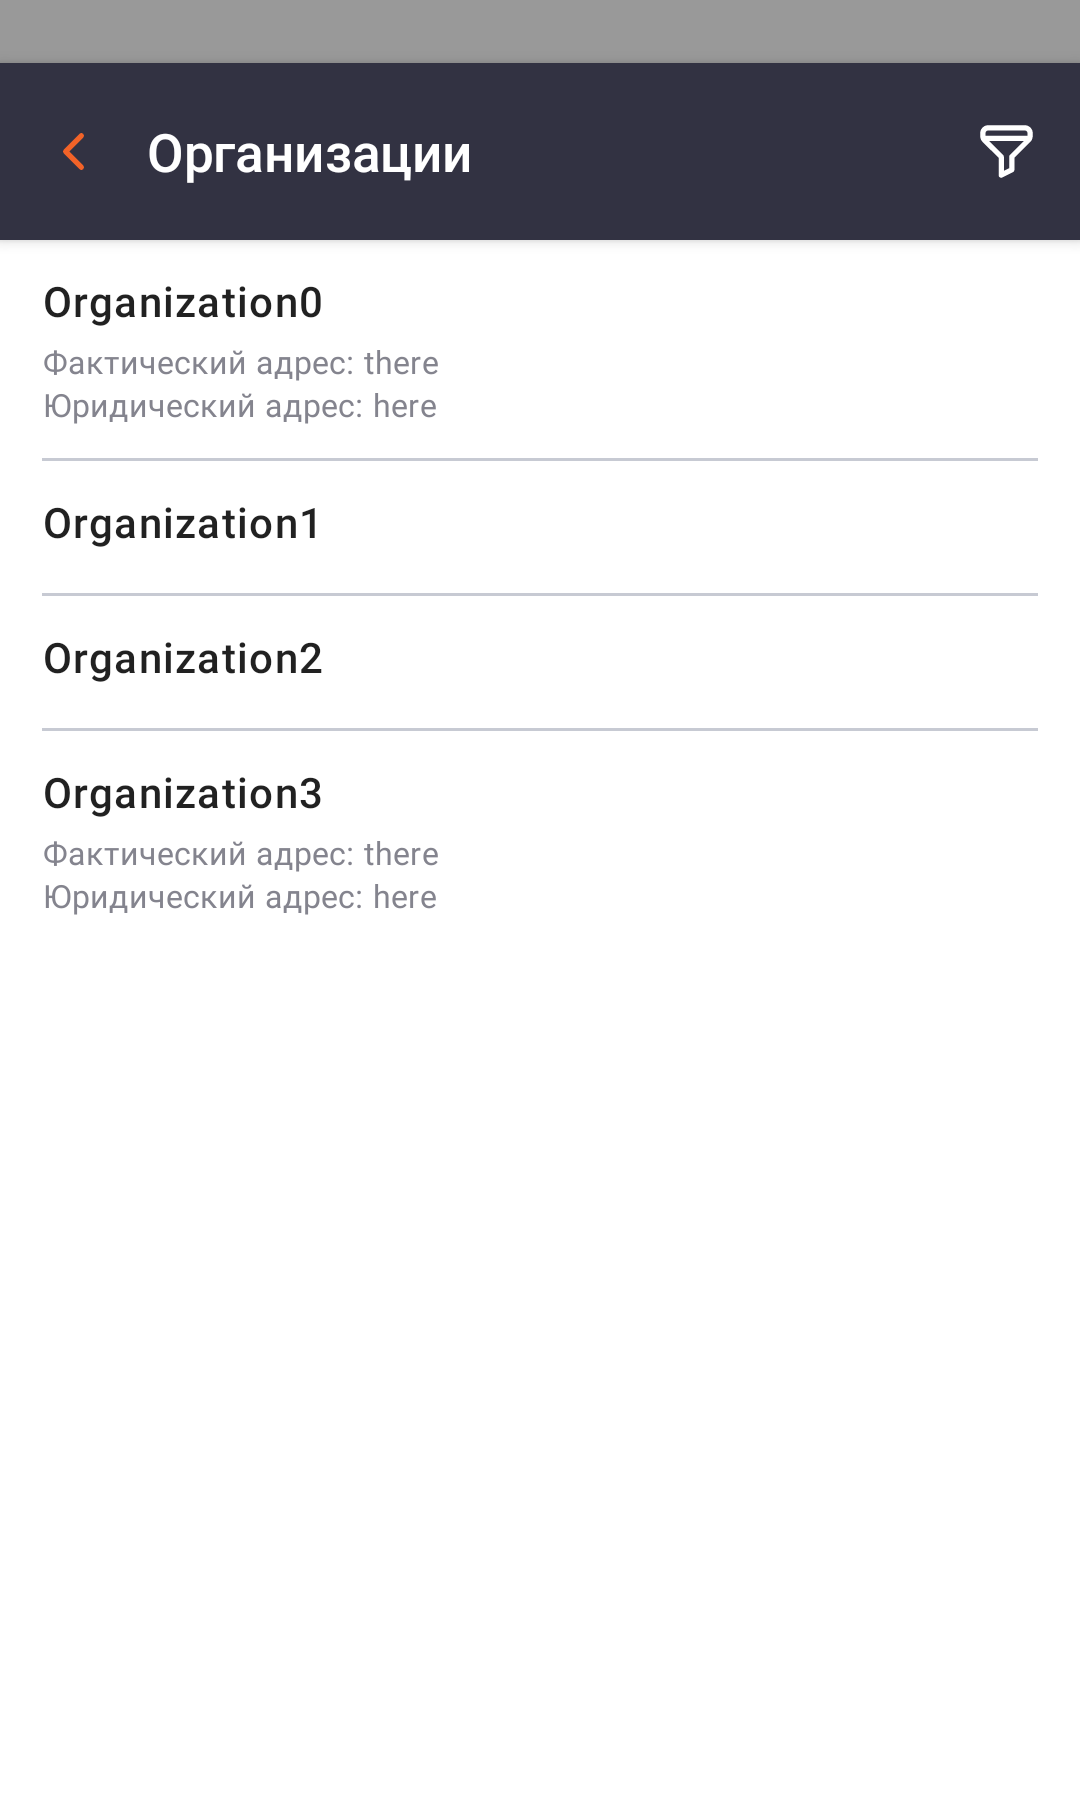 Организации
Organization0
Фактический адрес: there
Юридический адрес: here
Organization1
Organization2
Organization3
Фактический адрес: there
Юридический адрес: here